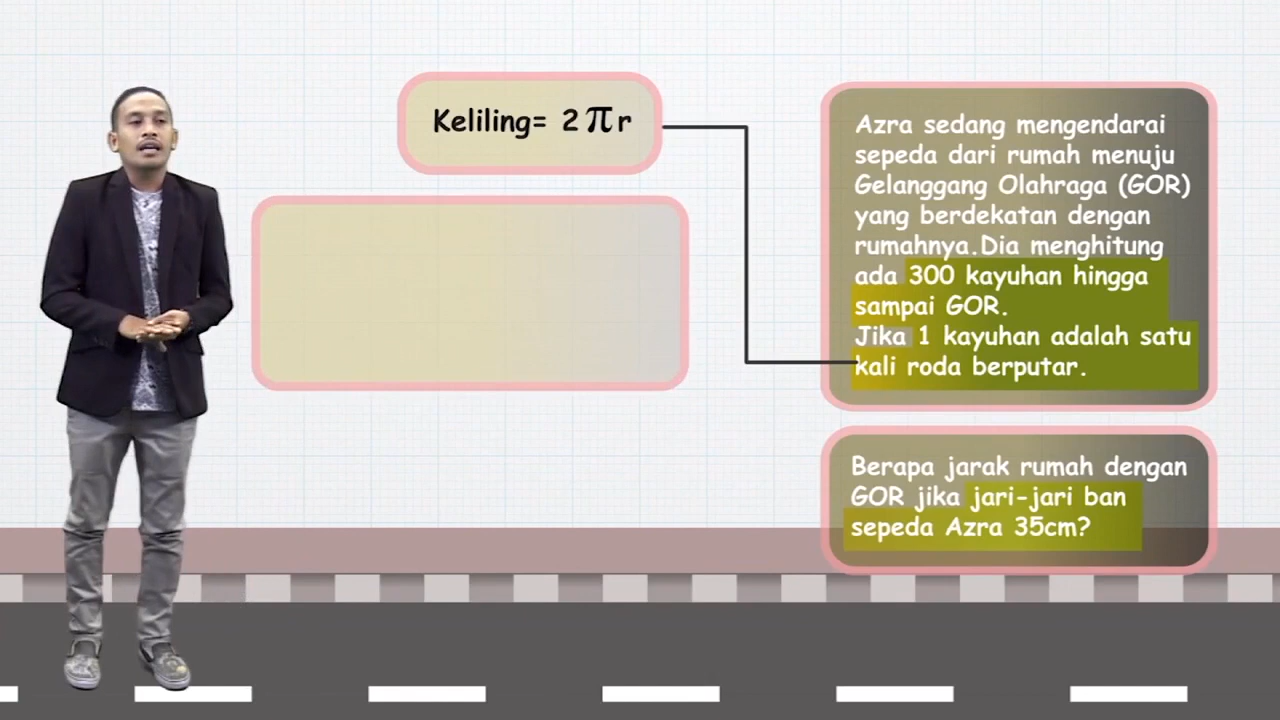 Keliling= 2πr
Azra sedang mengendarai
sepeda dari rumah menuju
Gelanggang Olahraga (GOR)
yang berdekatan dengan
rumahnya.Dia menghitung
ada 300 kayuhan hingga
sampai GOR.
Jika 1 kayuhan adalah satu
kali roda berputar.
Berapa jarak rumah dengan
GOR jika jari-jari ban
sepeda Azra 35cm?